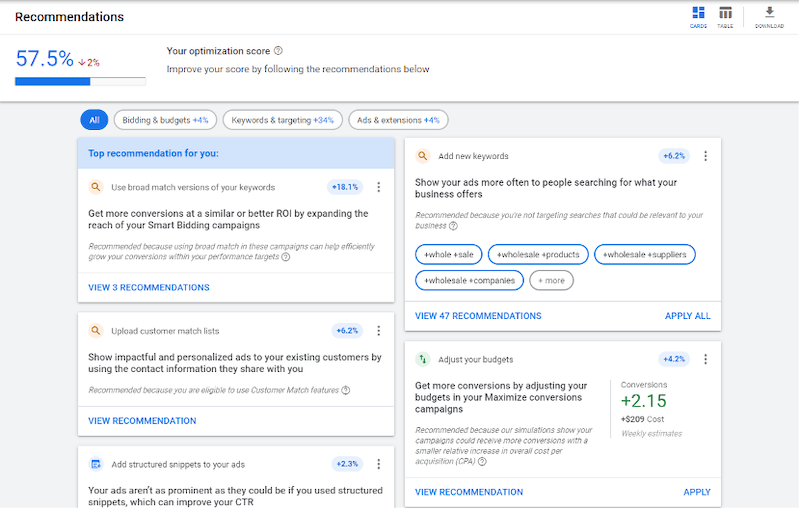 Recommendations
CARDS
TABLE
DOWNLOAD
57.5% 2%
Your optimization score
Improve your score by following the recommendations below
All
Bidding & budgets +4%
Keywords & targeting +34%
Ads & extensions +4%
Top recommendation for you:
Use broad match versions of your keywords +18.1%
Get more conversions at a similar or better ROI by expanding the
reach of your Smart Bidding campaigns
Recommended because using broad match in these campaigns can help efficiently
grow your conversions within your performance targets
VIEW 3 RECOMMENDATIONS
Upload customer match lists +6.2%
Show impactful and personalized ads to your existing customers by
using the contact information they share with you
Recommended because you are eligible to use Customer Match features
VIEW RECOMMENDATION
Add structured snippets to your ads +2.3%
Your ads aren't as prominent as they could be if you used structured
snippets, which can improve your CTR
Add new keywords +6.2%
Show your ads more often to people searching for what your
business offers
Recommended because you're not targeting searches that could be relevant to your
business
+whole +sale
+wholesale +products
+wholesale +suppliers
+wholesale +companies
+ more
VIEW 47 RECOMMENDATIONS
APPLY ALL
Adjust your budgets +4.2%
Get more conversions by adjusting your
budgets in your Maximize conversions
campaigns
Recommended because our simulations show your
campaigns could receive more conversions with a
smaller relative increase in overall cost per
acquisition (CPA)
Conversions
+2.15
+$209 Cost
Weekly estimates
VIEW RECOMMENDATION
APPLY